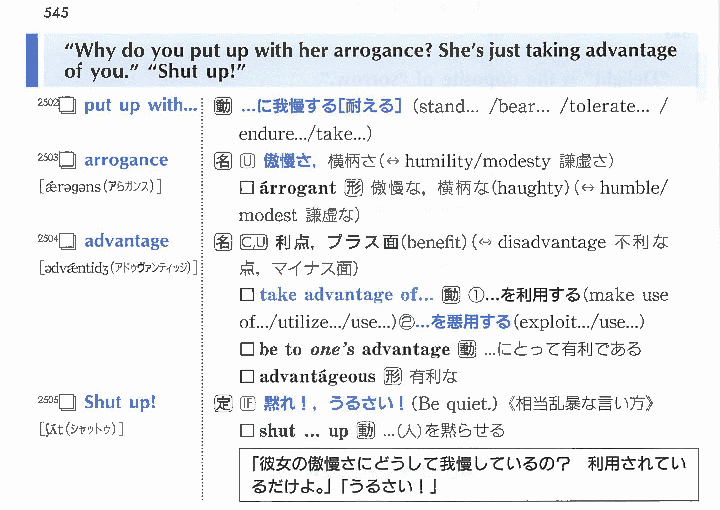 545
“Why do you put up with her arrogance? She’s just taking advantage
of you.” “Shut up!”
2502□ put up with... 動 …に我慢する[耐える] (stand... /bear... /tolerate... /
endure.../take...)
2503□ arrogance 名 U 傲慢さ，横柄さ(↔ humility/modesty 謙虚さ)
[ǽrəgəns(アらガンス)] □ árrogant 形 傲慢な，横柄な(haughty)(↔ humble/
modest 謙虚な)
2504□ advantage 名 C,U 利点，プラス面(benefit)(↔ disadvantage 不利な
[ədvǽntidʒ(アドゥヴァンティッジ)] 点，マイナス面)
□ take advantage of... 動 ①…を利用する(make use
of.../utilize.../use...)②…を悪用する(exploit.../use...)
□ be to one’s advantage 動 …にとって有利である
□ advantágeous 形 有利な
2505□ Shut up! 定 IF 黙れ！，うるさい！(Be quiet.)《相当乱暴な言い方》
[ʃʌ́t(シャットゥ)] □ shut ... up 動 …(人)を黙らせる
「彼女の傲慢さにどうして我慢しているの？　利用されてい
るだけよ。」「うるさい！」